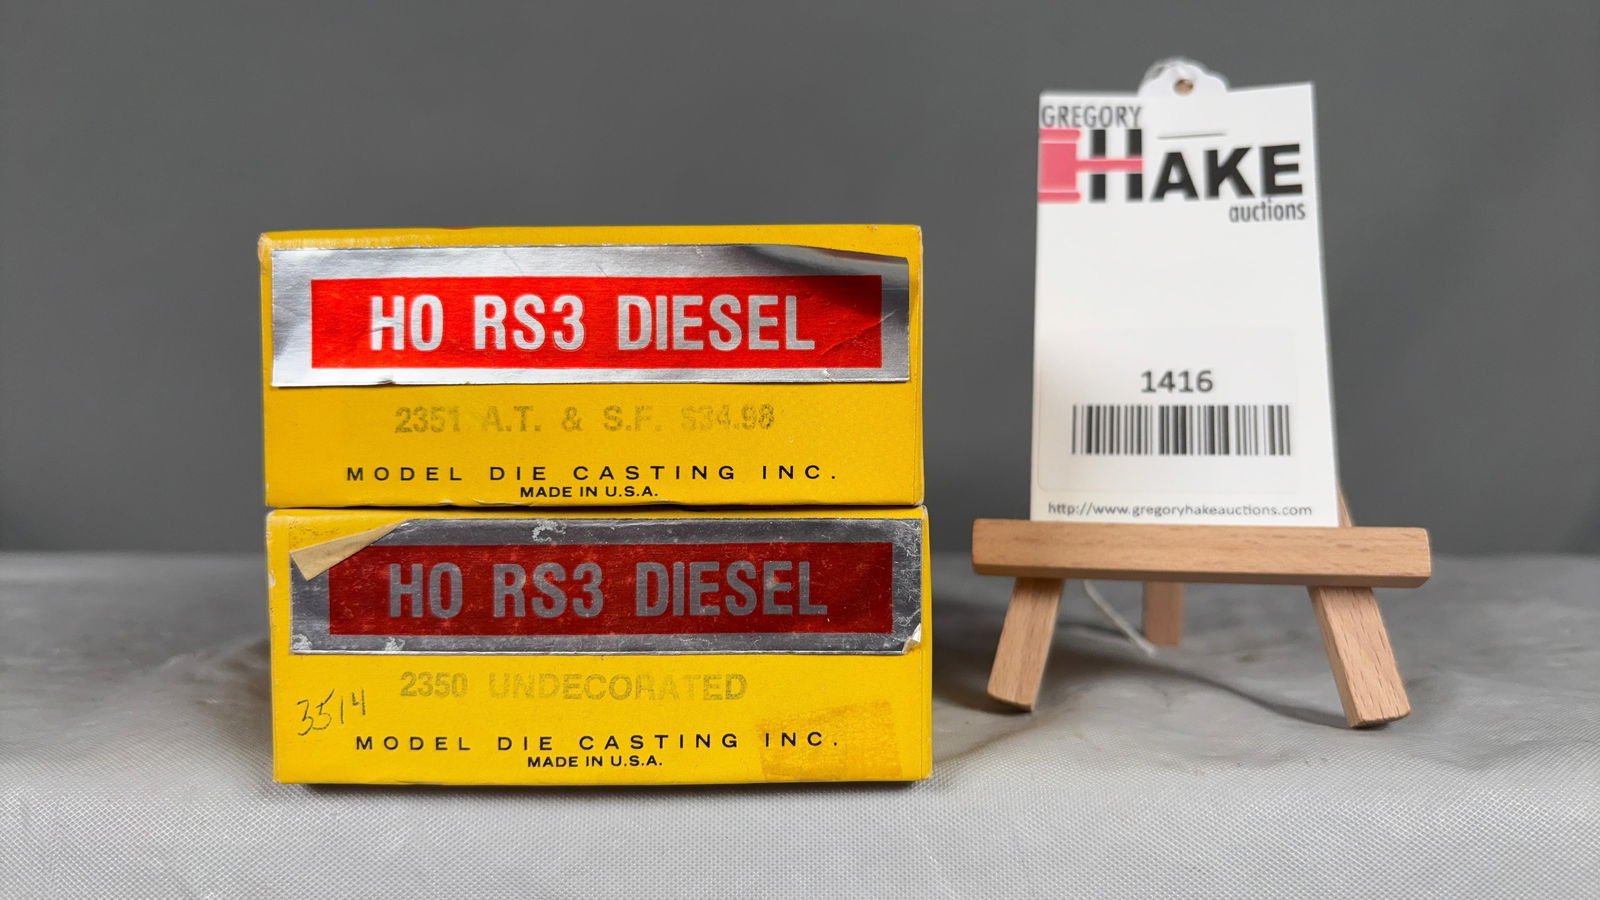 HO RS3 DIESEL
2351 A.T. & S.F. $34.98
MODEL DIE CASTING INC.
MADE IN U.S.A.
HO RS3 DIESEL
2350 UNDECORATED
3514
MODEL DIE CASTING INC.
MADE IN U.S.A.
GREGORY
HAKE
auctions
1416
http://www.gregoryhakeauctions.com